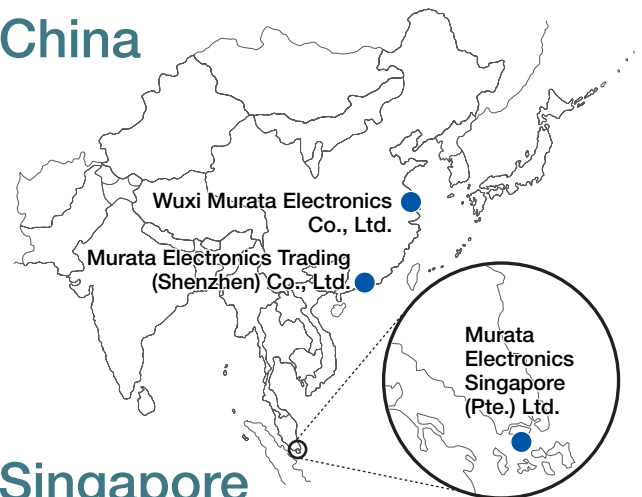 China
Wuxi Murata Electronics
Co., Ltd.
Murata Electronics Trading
(Shenzhen) Co., Ltd.
Murata
Electronics
Singapore
(Pte.) Ltd.
Singapore